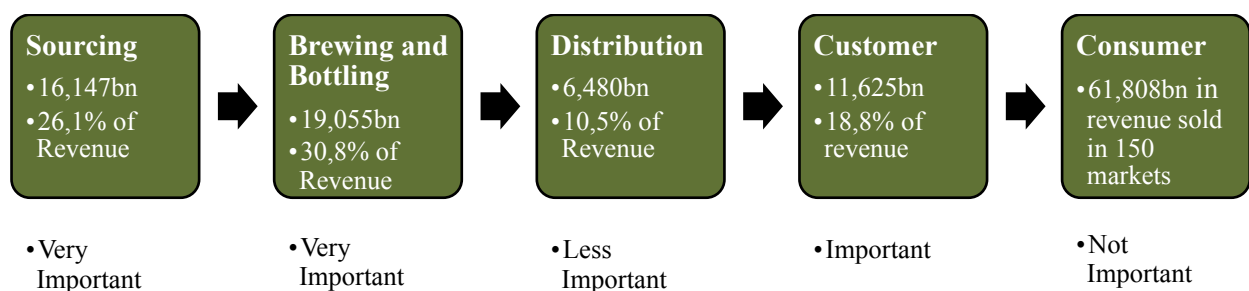 Sourcing
•16,147bn
•26,1% of
Revenue
Brewing and
Bottling
•19,055bn
•30,8% of
Revenue
Distribution
•6,480bn
•10,5% of
Revenue
Customer
•11,625bn
•18,8% of
revenue
Consumer
•61,808bn in
revenue sold
in 150
markets
•Very
Important
•Very
Important
•Less
Important
•Important
•Not
Important